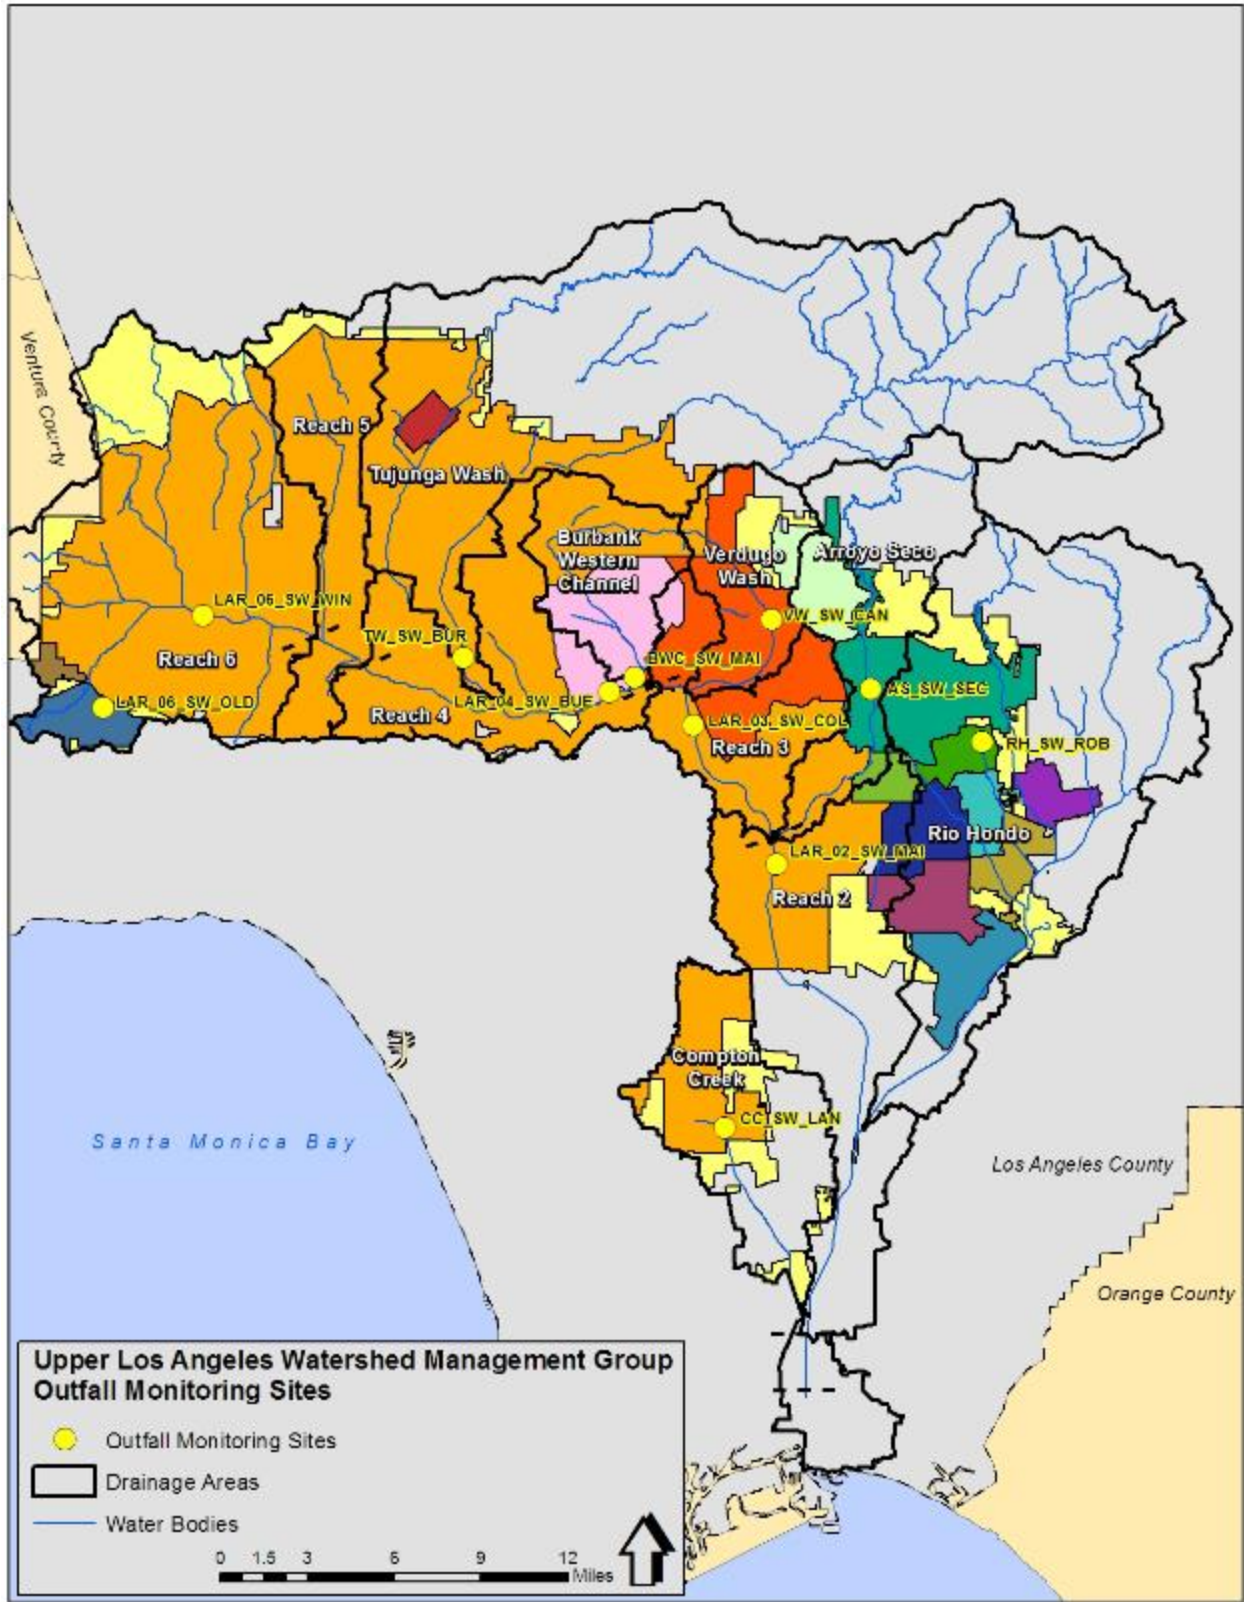 Ventura County
Reach 5
Tujunga Wash
Burbank
Western
Channel
Verdugo
Wash
Arroyo Seco
LAR_06_SW_WIN
VW_SW_CAN
TW_SW_BUR
Reach 6
BWC_SW_MAI
LAR_06_SW_OLD
LAR_04_SW_BUE
AS_SW_SEC
Reach 4
LAR_03_SW_COL
Reach 3
RH_SW_ROB
Rio Hondo
LAR_02_SW_MAI
Reach 2
Compton
Creek
CC_SW_LAN
Santa Monica Bay
Los Angeles County
Orange County
Upper Los Angeles Watershed Management Group
Outfall Monitoring Sites
Outfall Monitoring Sites
Drainage Areas
Water Bodies
0 1.5 3 6 9 12
Miles